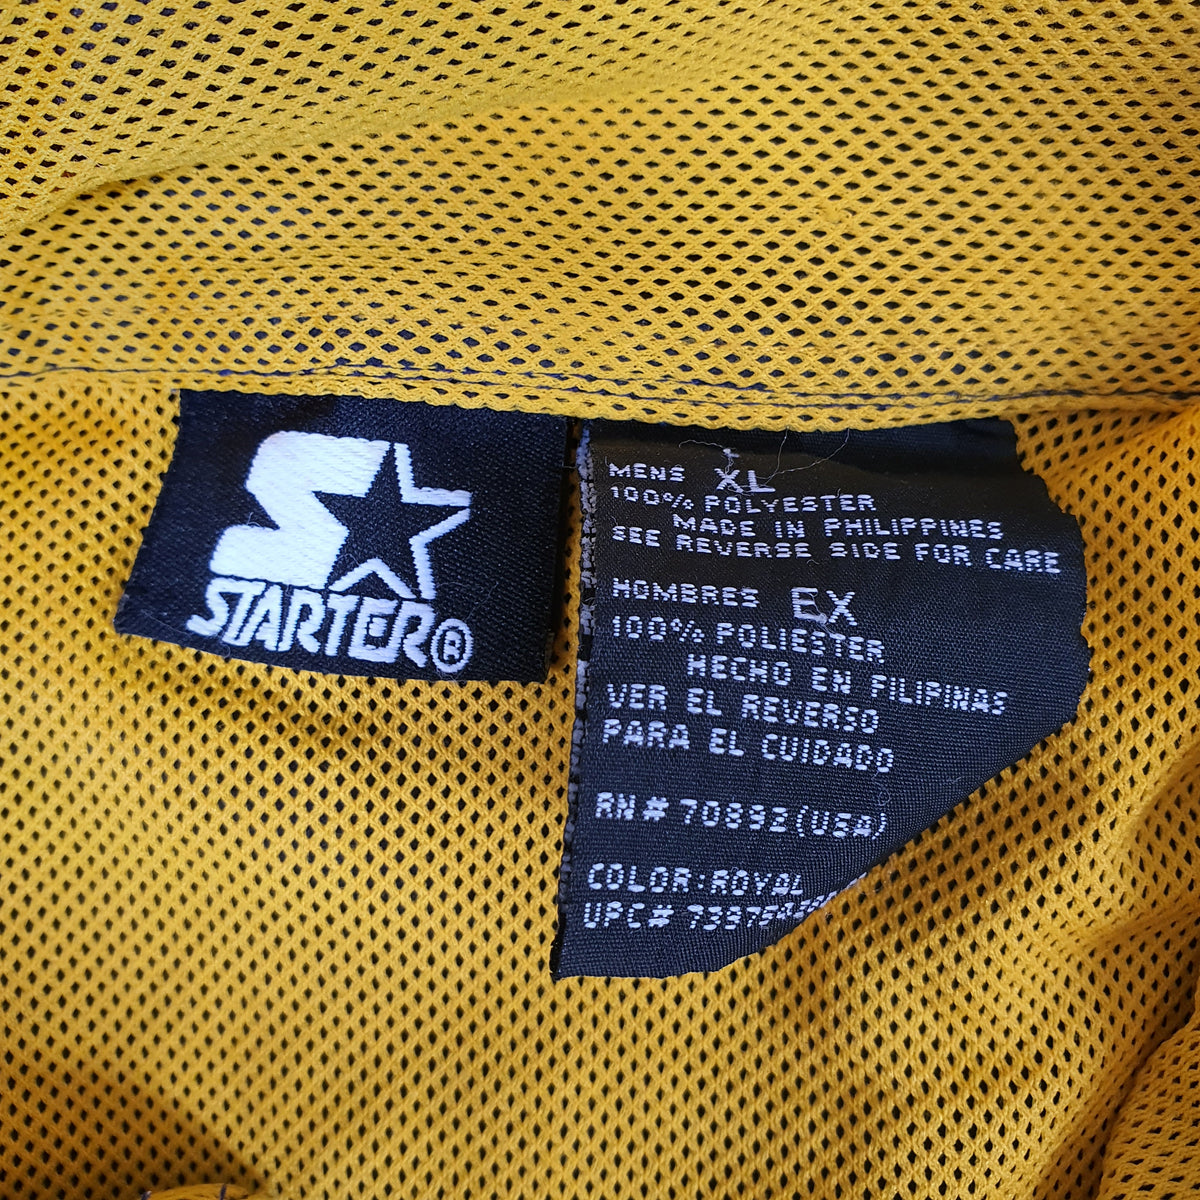 STARTER®
MENS XL
100% POLYESTER
MADE IN PHILIPPINES
SEE REVERSE SIDE FOR CARE
HOMBRES EX
100% POLIESTER
HECHO EN FILIPINAS
VER EL REVERSO
PARA EL CUIDADO
RN# 70892 (USA)
COLOR: ROYAL
UPC#